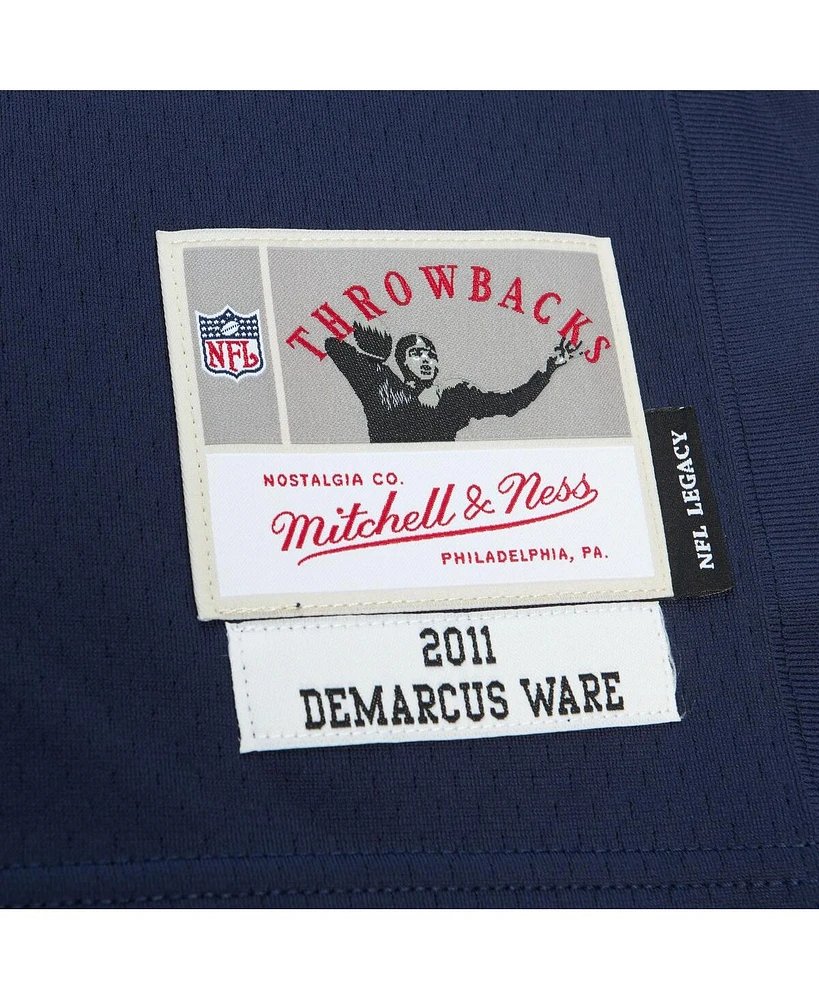 THROWBACKS
NFL
NOSTALGIA CO.
Mitchell & Ness
PHILADELPHIA, PA.
NFL LEGACY
2011
DEMARCUS WARE